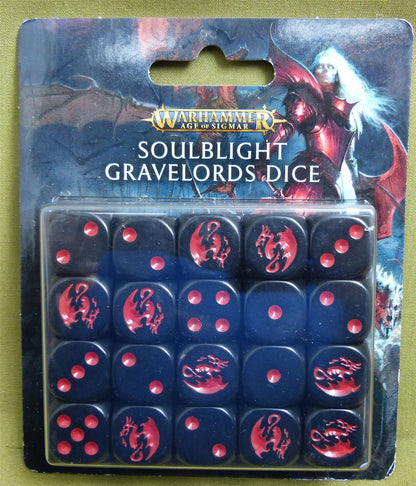 WARHAMMER
AGE OF SIGMAR
SOULBLIGHT
GRAVELORDS DICE